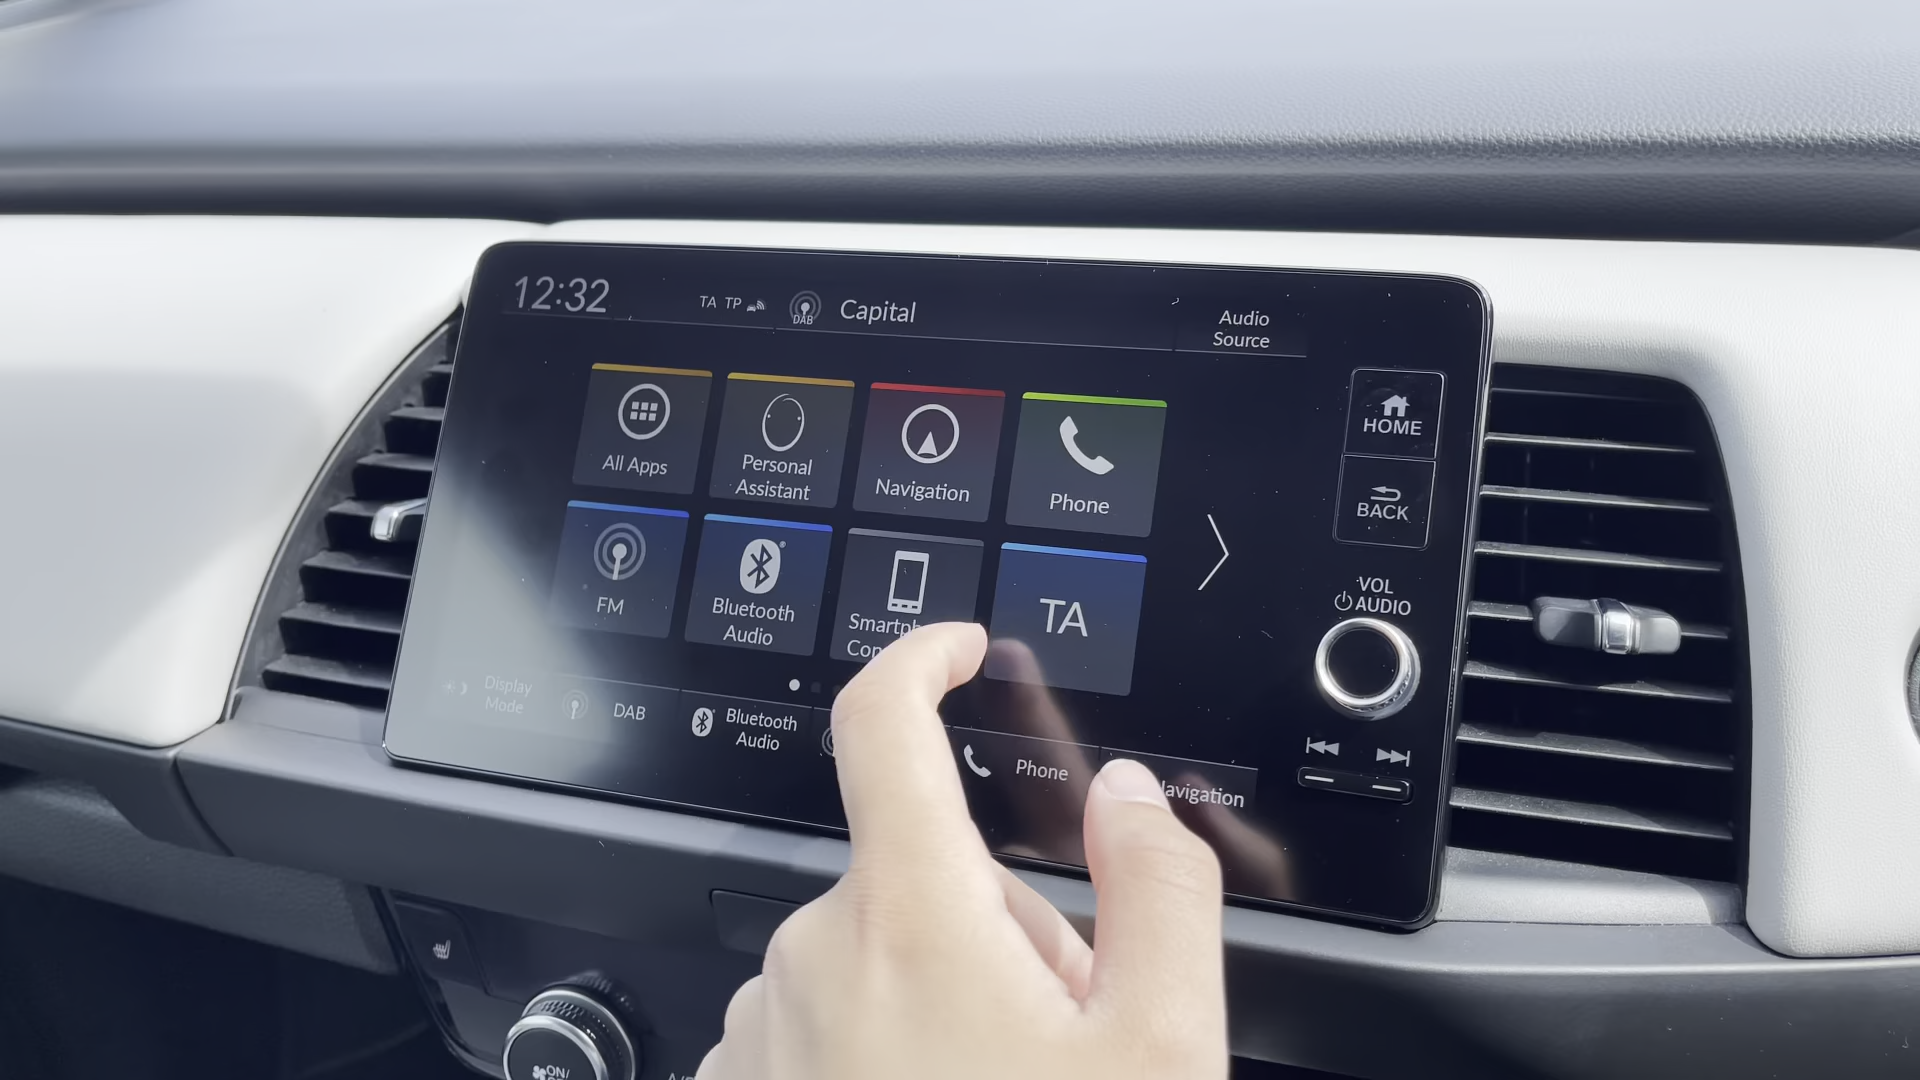 12:32
TA TP
DAB
Capital
Audio
Source
All Apps
Personal
Assistant
Navigation
Phone
HOME
BACK
FM
Bluetooth
Audio
TA
VOL
AUDIO
Display
Mode
DAB
Bluetooth
Audio
Phone
ON/